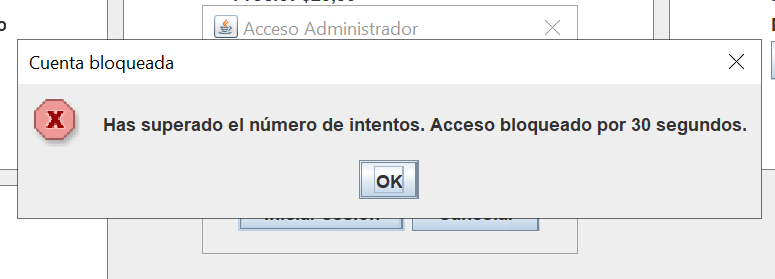 Acceso Administrador
Cuenta bloqueada
Has superado el número de intentos. Acceso bloqueado por 30 segundos.
OK